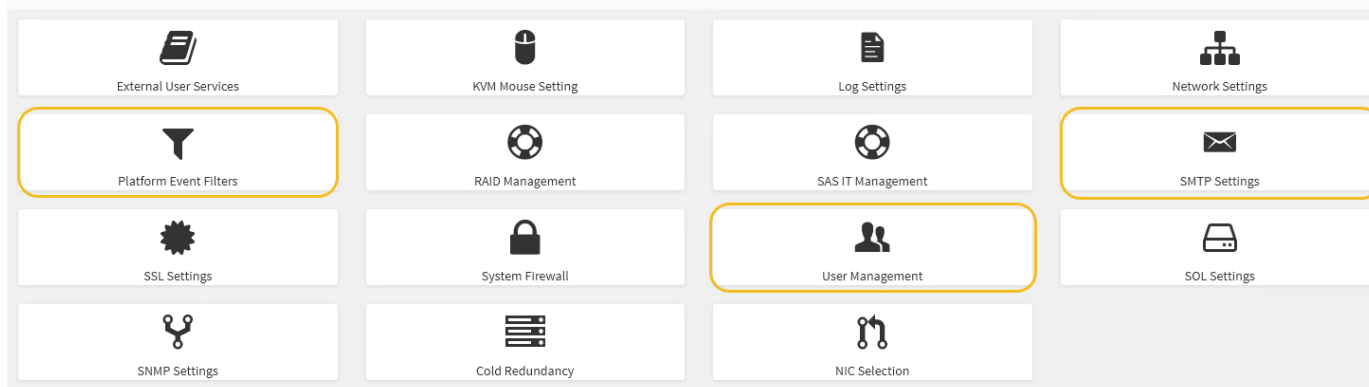 External User Services
KVM Mouse Setting
Log Settings
Network Settings
Platform Event Filters
RAID Management
SAS IT Management
SMTP Settings
SSL Settings
System Firewall
User Management
SOL Settings
SNMP Settings
Cold Redundancy
NIC Selection